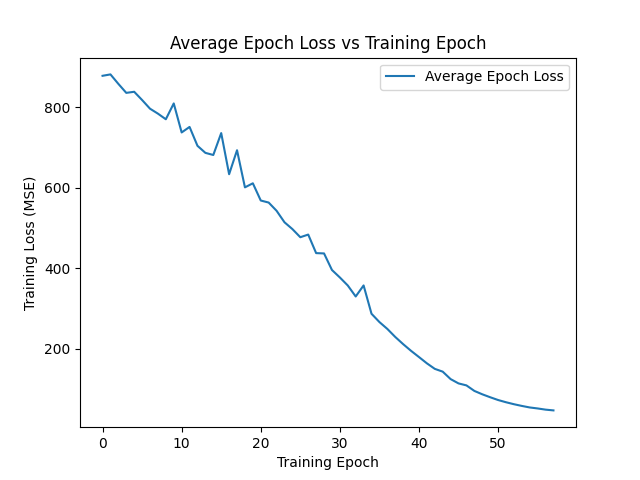 Average Epoch Loss vs Training Epoch
Average Epoch Loss
800
600
400
200
Training Loss (MSE)
0 10 20 30 40 50
Training Epoch